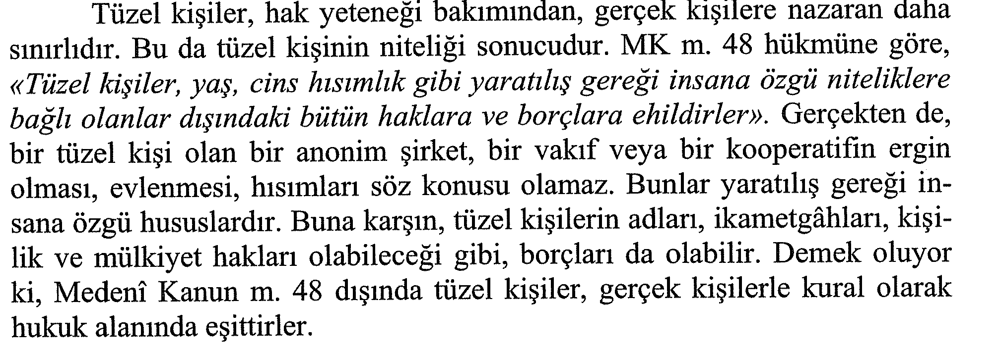 Tüzel kişiler, hak yeteneği bakımından, gerçek kişilere nazaran daha
sınırlıdır. Bu da tüzel kişinin niteliği sonucudur. MK m. 48 hükmüne göre,
«Tüzel kişiler, yaş, cins hısımlık gibi yaratılış gereği insana özgü niteliklere
bağlı olanlar dışındaki bütün haklara ve borçlara ehildirler». Gerçekten de,
bir tüzel kişi olan bir anonim şirket, bir vakıf veya bir kooperatifin ergin
olması, evlenmesi, hısımları söz konusu olamaz. Bunlar yaratılış gereği in-
sana özgü hususlardır. Buna karşın, tüzel kişilerin adları, ikametgâhları, kişi-
lik ve mülkiyet hakları olabileceği gibi, borçları da olabilir. Demek oluyor
ki, Medenî Kanun m. 48 dışında tüzel kişiler, gerçek kişilerle kural olarak
hukuk alanında eşittirler.